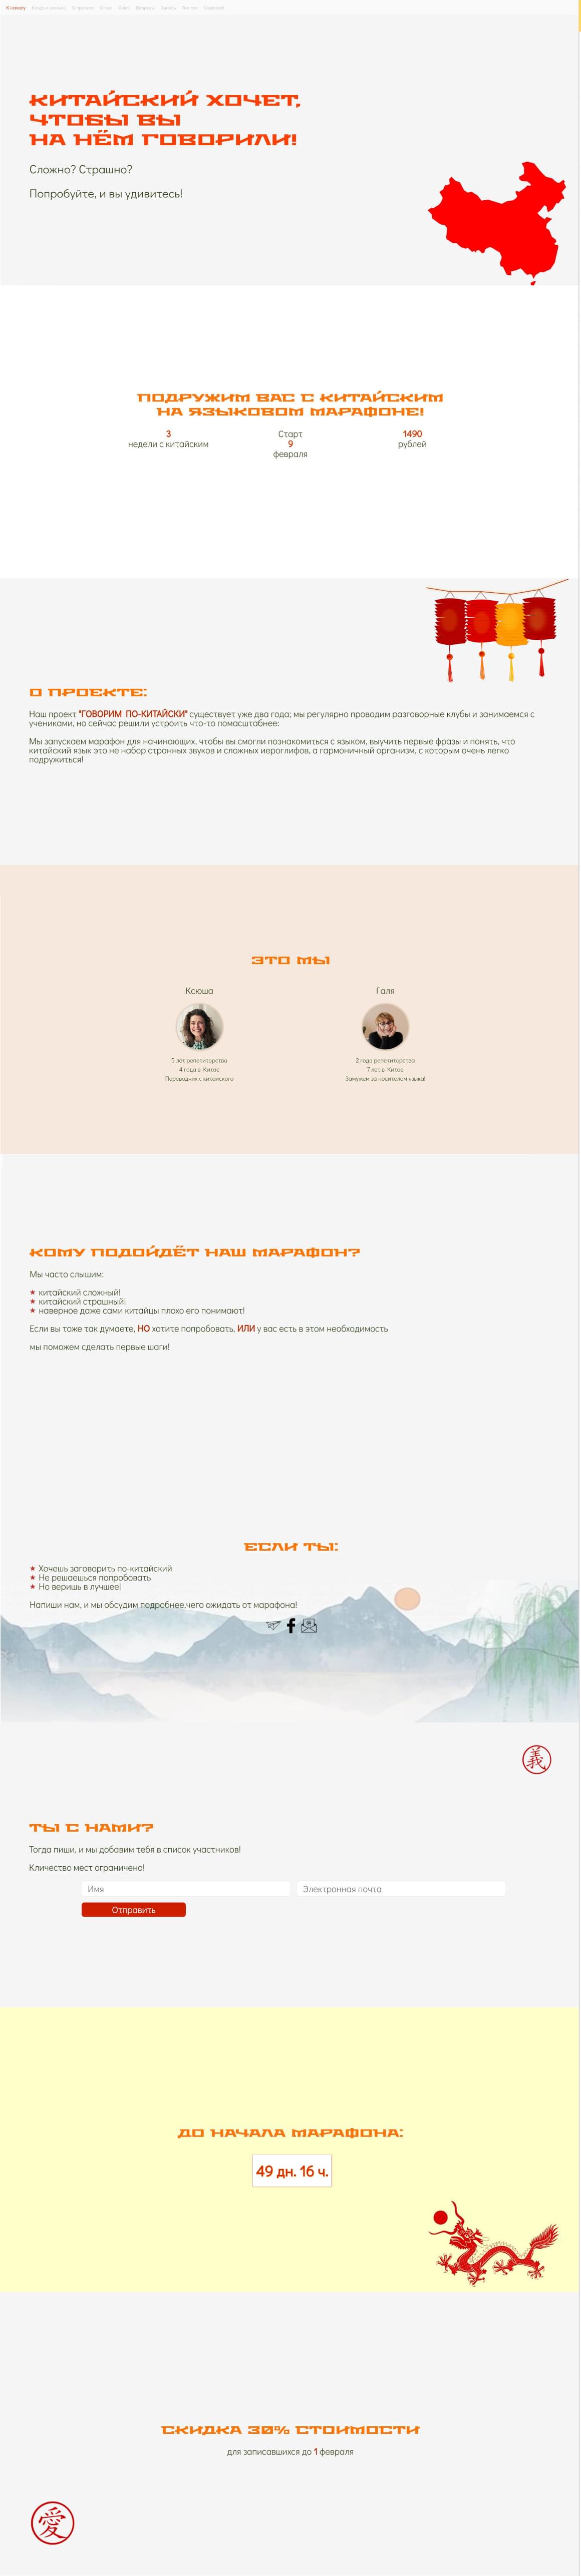 К началу
О проекте
О нас
КИТАЙСКИЙ ХОЧЕТ,
ЧТОБЫ ВЫ
НА НЁМ ГОВОРИЛИ!
Сложно? Страшно?
Попробуйте, и вы удивитесь!
ПОДРУЖИМ ВАС С КИТАЙСКИМ
НА ЯЗЫКОВОМ МАРАФОНЕ!
3
недели с китайским
Старт
9
февраля
1490
рублей
О ПРОЕКТЕ:
Наш проект "ГОВОРИМ ПО-КИТАЙСКИ" существует уже два года; мы регулярно проводим разговорные клубы и занимаемся с
учениками, но сейчас решили устроить что-то помасштабнее:
Мы запускаем марафон для начинающих, чтобы вы смогли познакомиться с языком, выучить первые фразы и понять, что
китайский язык это не набор странных звуков и сложных иероглифов, а гармоничный организм, с которым очень легко
подружиться!
ЭТО МЫ
Ксюша
5 лет репетиторства
4 года в Китае
Переводчик с китайского
Галя
2 года репетиторства
7 лет в Китае
Замужем за носителем языка!
КОМУ ПОДОЙДЁТ НАШ МАРАФОН?
Мы часто слышим:
★ китайский сложный!
★ китайский страшный!
★ наверное даже сами китайцы плохо его понимают!
Если вы тоже так думаете, НО хотите попробовать, ИЛИ у вас есть в этом необходимость
мы поможем сделать первые шаги!
ЕСЛИ ТЫ:
★ Хочешь заговорить по-китайский
★ Не решаешься попробовать
★ Но веришь в лучшее!
Напиши нам, и мы обсудим подробнее,чего ожидать от марафона!
義
ТЫ С НАМИ?
Тогда пиши, и мы добавим тебя в список участников!
Кличество мест ограничено!
Имя
Электронная почта
Отправить
ДО НАЧАЛА МАРАФОНА:
49 дн. 16 ч.
СКИДКА 30% СТОИМОСТИ
для записавшихся до 1 февраля
愛